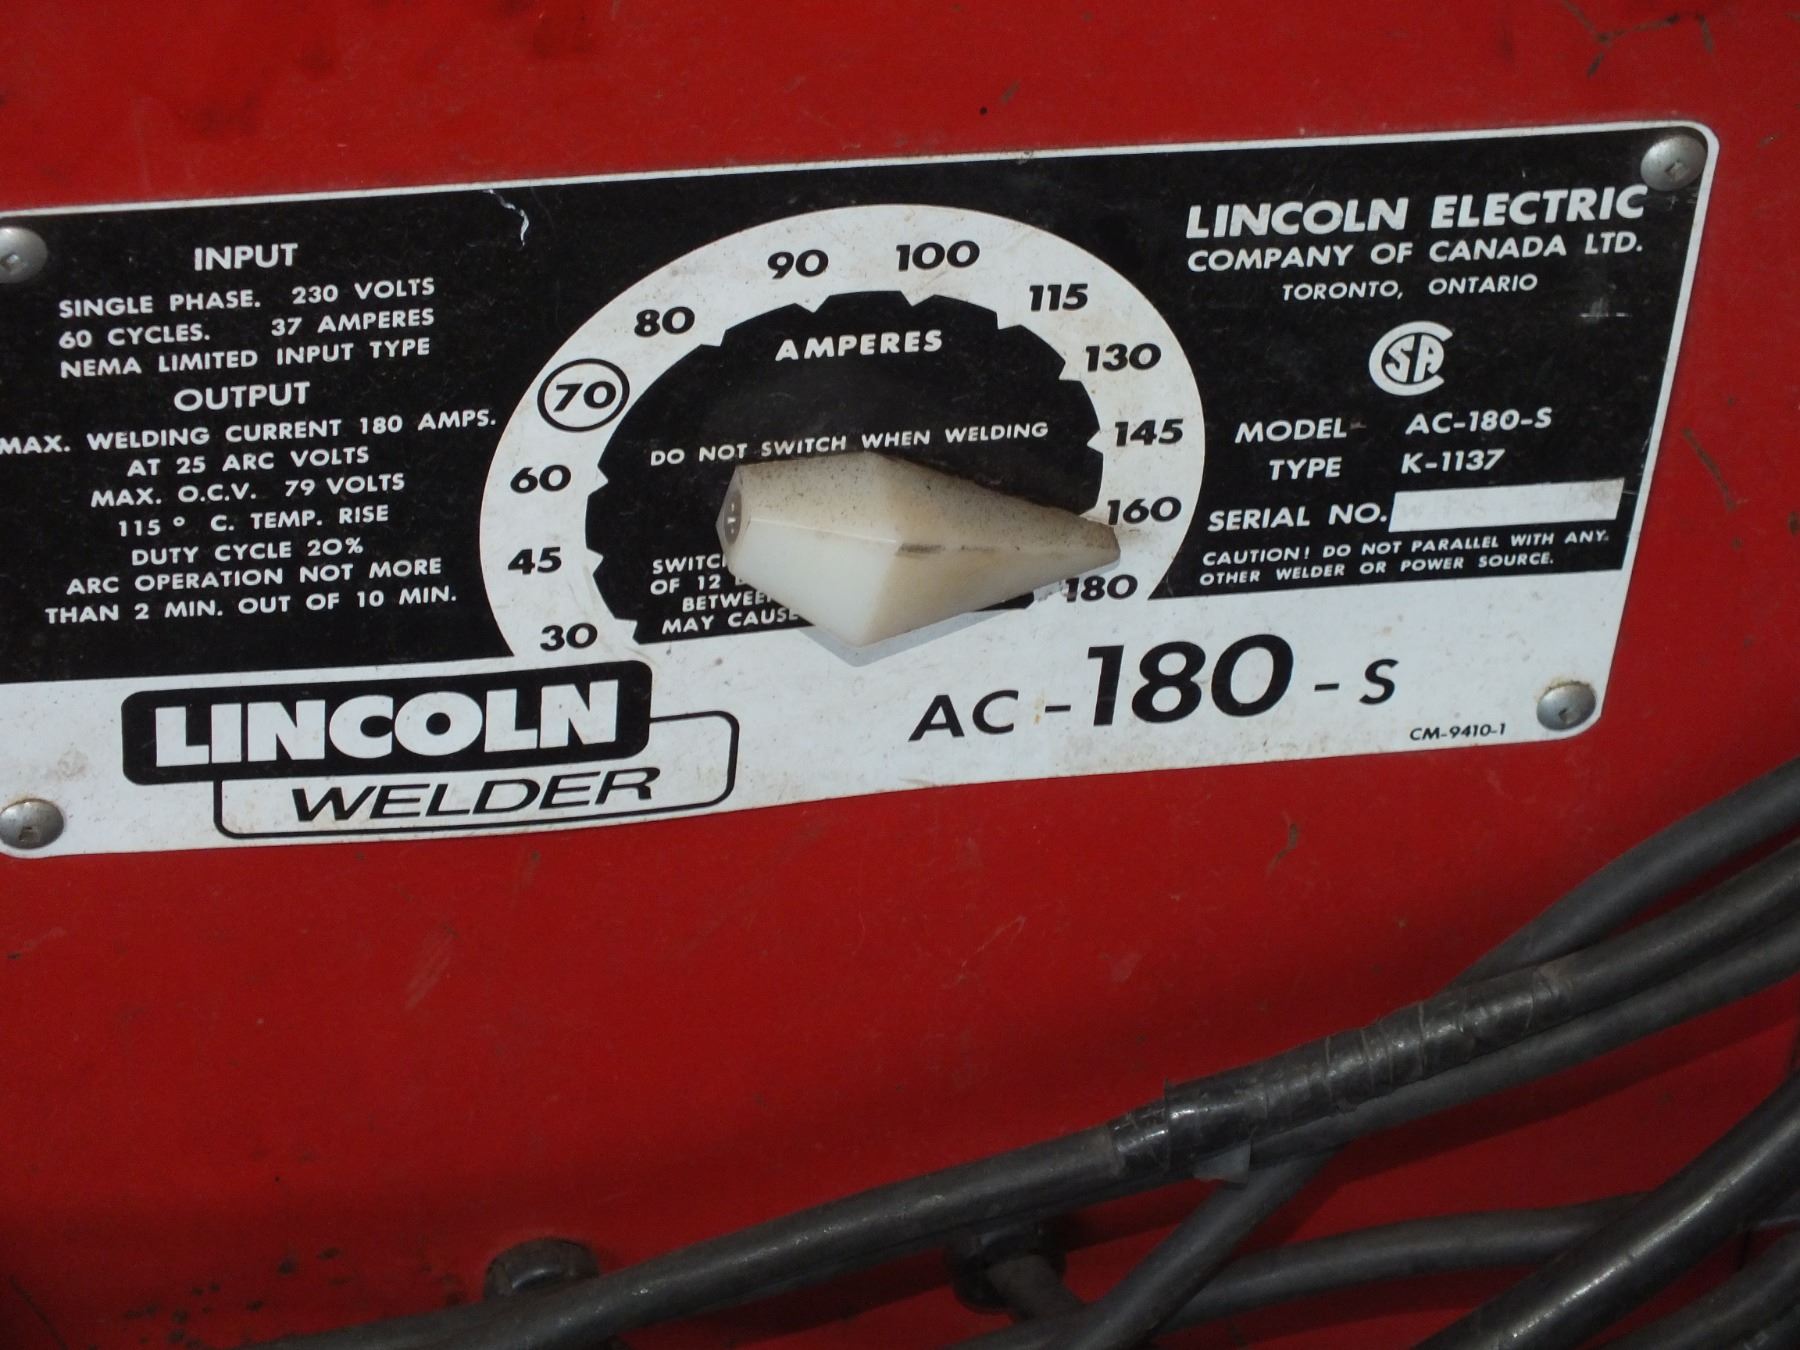 INPUT
SINGLE PHASE. 230 VOLTS
60 CYCLES. 37 AMPERES
NEMA LIMITED INPUT TYPE
OUTPUT
MAX. WELDING CURRENT 180 AMPS.
AT 25 ARC VOLTS
MAX. O.C.V. 79 VOLTS
115° C. TEMP. RISE
DUTY CYCLE 20%
ARC OPERATION NOT MORE
THAN 2 MIN. OUT OF 10 MIN.
30
45
60
70
80
90
100
115
130
145
160
180
AMPERES
DO NOT SWITCH WHEN WELDING
OF 12
MAY
LINCOLN ELECTRIC
COMPANY OF CANADA LTD.
TORONTO, ONTARIO
CSA
MODEL AC-180-S
TYPE K-1137
SERIAL NO.
CAUTION! DO NOT PARALLEL WITH ANY
OTHER WELDER OR POWER SOURCE.
LINCOLN
WELDER
AC-180-S
CM-9410-1